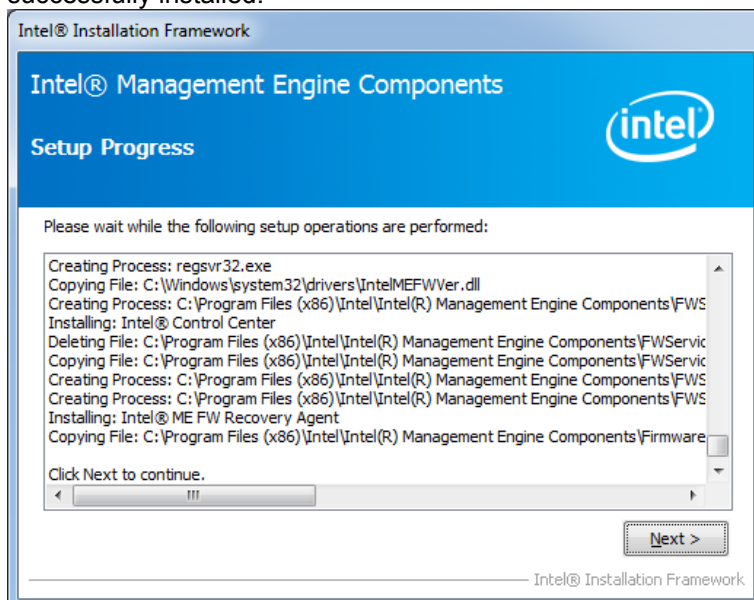 successfully installed.
Intel® Installation Framework
Intel® Management Engine Components
intel
Setup Progress
Please wait while the following setup operations are performed:
Creating Process: regsvr32.exe
Copying File: C:\Windows\system32\drivers\IntelMEFWVer.dll
Creating Process: C:\Program Files (x86)\Intel\Intel(R) Management Engine Components\FWS
Installing: Intel® Control Center
Deleting File: C:\Program Files (x86)\Intel\Intel(R) Management Engine Components\FWServic
Copying File: C:\Program Files (x86)\Intel\Intel(R) Management Engine Components\FWServic
Creating Process: C:\Program Files (x86)\Intel\Intel(R) Management Engine Components\FWS
Creating Process: C:\Program Files (x86)\Intel\Intel(R) Management Engine Components\FWS
Installing: Intel® ME FW Recovery Agent
Copying File: C:\Program Files (x86)\Intel\Intel(R) Management Engine Components\Firmware
Click Next to continue.
Next >
Intel® Installation Framework